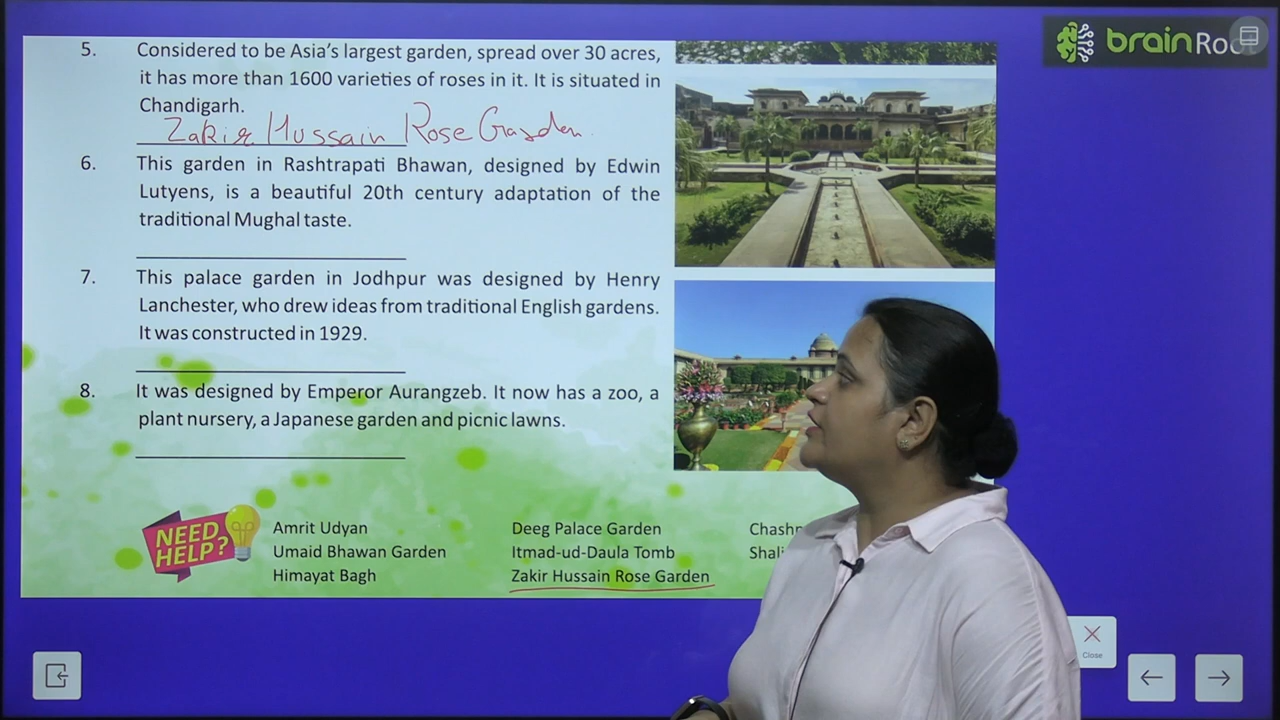 brainRo
5. Considered to be Asia's largest garden, spread over 30 acres,
it has more than 1600 varieties of roses in it. It is situated in
Chandigarh.
Zakir Hussain Rose Garden.
6. This garden in Rashtrapati Bhawan, designed by Edwin
Lutyens, is a beautiful 20th century adaptation of the
traditional Mughal taste.
7. This palace garden in Jodhpur was designed by Henry
Lanchester, who drew ideas from traditional English gardens.
It was constructed in 1929.
8. It was designed by Emperor Aurangzeb. It now has a zoo, a
plant nursery, a Japanese garden and picnic lawns.
NEED
HELP?
Amrit Udyan Deeg Palace Garden
Umaid Bhawan Garden Itmad-ud-Daula Tomb
Himayat Bagh Zakir Hussain Rose Garden
Close